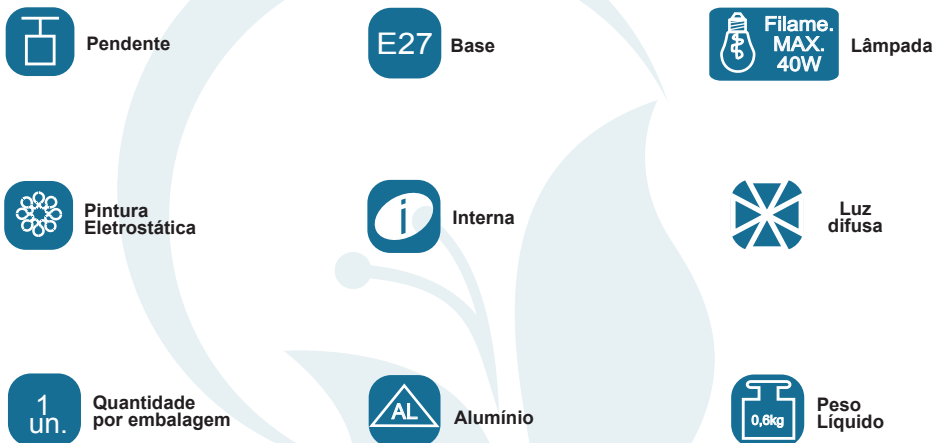 Pendente
E27
Base
Filame.
MAX.
40W
Lâmpada
Pintura
Eletrostática
i
Interna
Luz
difusa
1
un.
Quantidade
por embalagem
AL
Alumínio
0,6kg
Peso
Líquido